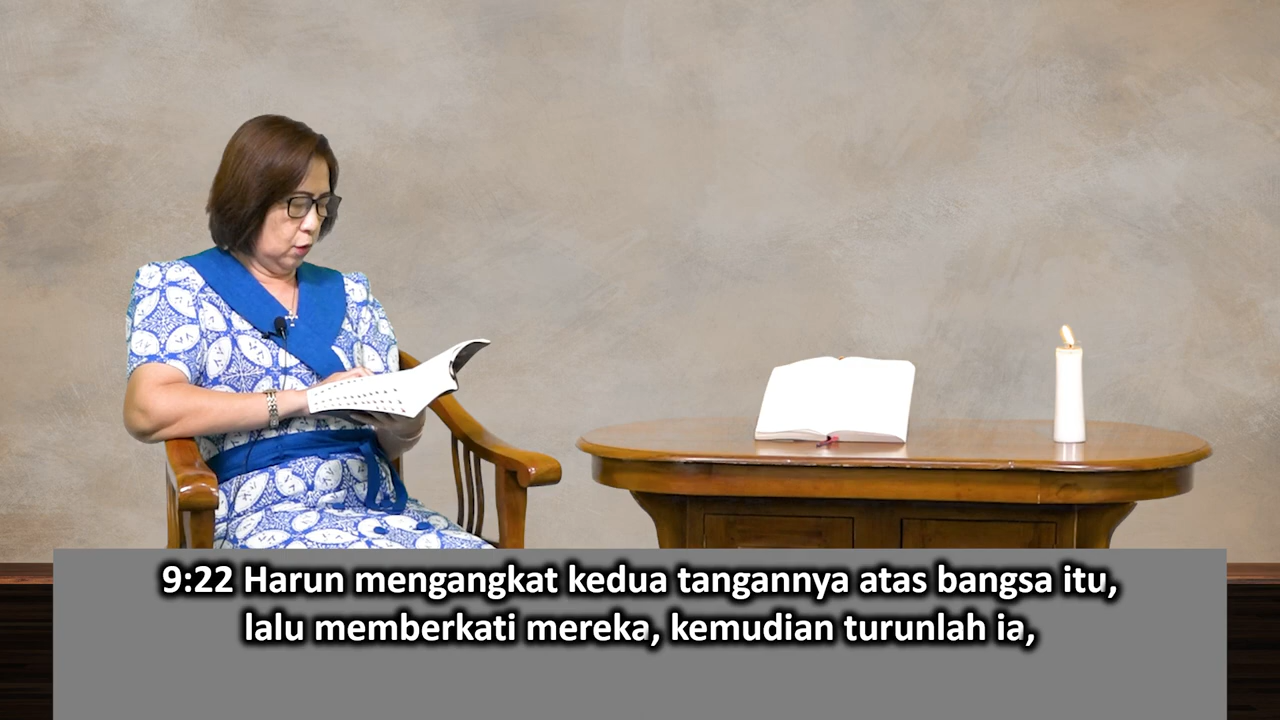 9:22 Harun mengangkat kedua tangannya atas bangsa itu,
lalu memberkati mereka, kemudian turunlah ia,